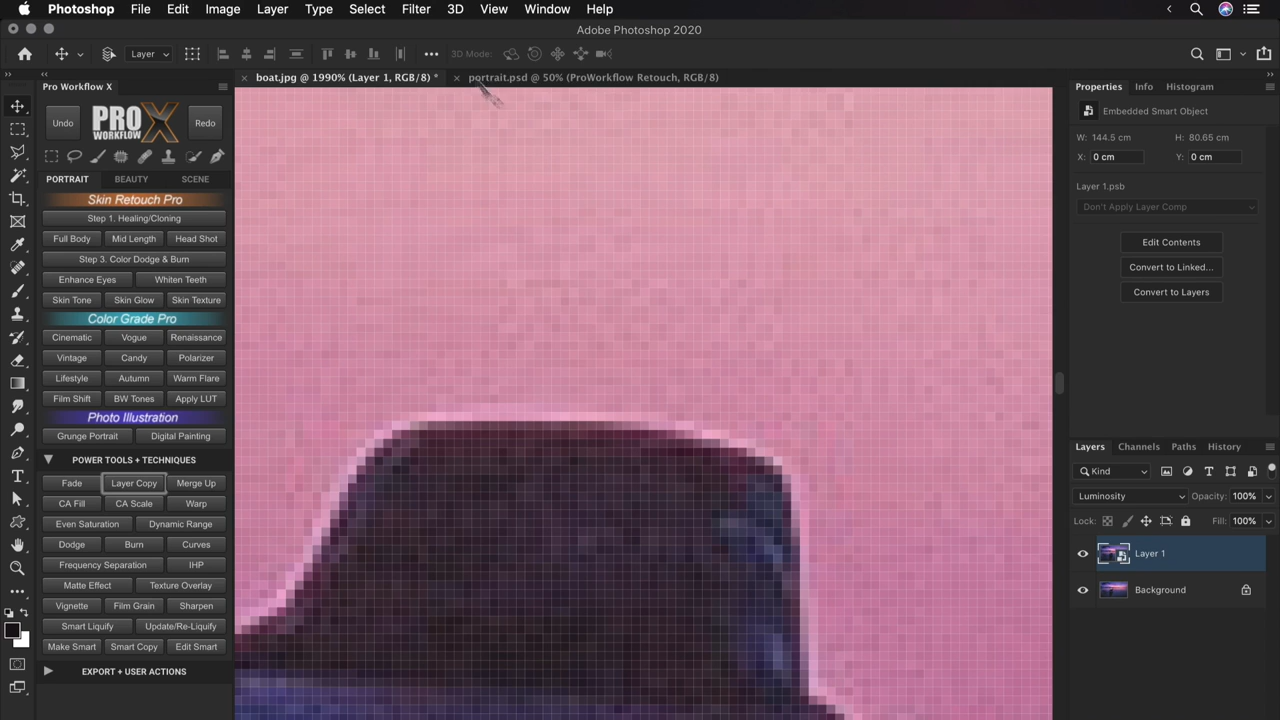 Photoshop File Edit Image Layer Type Select Filter 3D View Window Help
Adobe Photoshop 2020
Layer 3D Mode:
boat.jpg @ 1990% (Layer 1, RGB/8) * portrait.psd @ 50% (ProWorkflow Retouch, RGB/8)
Pro Workflow X
Undo PRO WORKFLOW X Redo
PORTRAIT BEAUTY SCENE
Skin Retouch Pro
Step 1. Healing/Cloning
Full Body Mid Length Head Shot
Step 3. Color Dodge & Burn
Enhance Eyes Whiten Teeth
Skin Tone Skin Glow Skin Texture
Color Grade Pro
Cinematic Vogue Renaissance
Vintage Candy Polarizer
Lifestyle Autumn Warm Flare
Film Shift BW Tones Apply LUT
Photo Illustration
Grunge Portrait Digital Painting
POWER TOOLS + TECHNIQUES
Fade Layer Copy Merge Up
CA Fill CA Scale Warp
Even Saturation Dynamic Range
Dodge Burn Curves
Frequency Separation IHP
Matte Effect Texture Overlay
Vignette Film Grain Sharpen
Smart Liquify Update/Re-Liquify
Make Smart Smart Copy Edit Smart
EXPORT + USER ACTIONS
Properties Info Histogram
Embedded Smart Object
W: 144.5 cm H: 80.65 cm
X: 0 cm Y: 0 cm
Layer 1.psb
Don't Apply Layer Comp
Edit Contents
Convert to Linked...
Convert to Layers
Layers Channels Paths History
Kind
Luminosity Opacity: 100%
Lock: Fill: 100%
Layer 1
Background